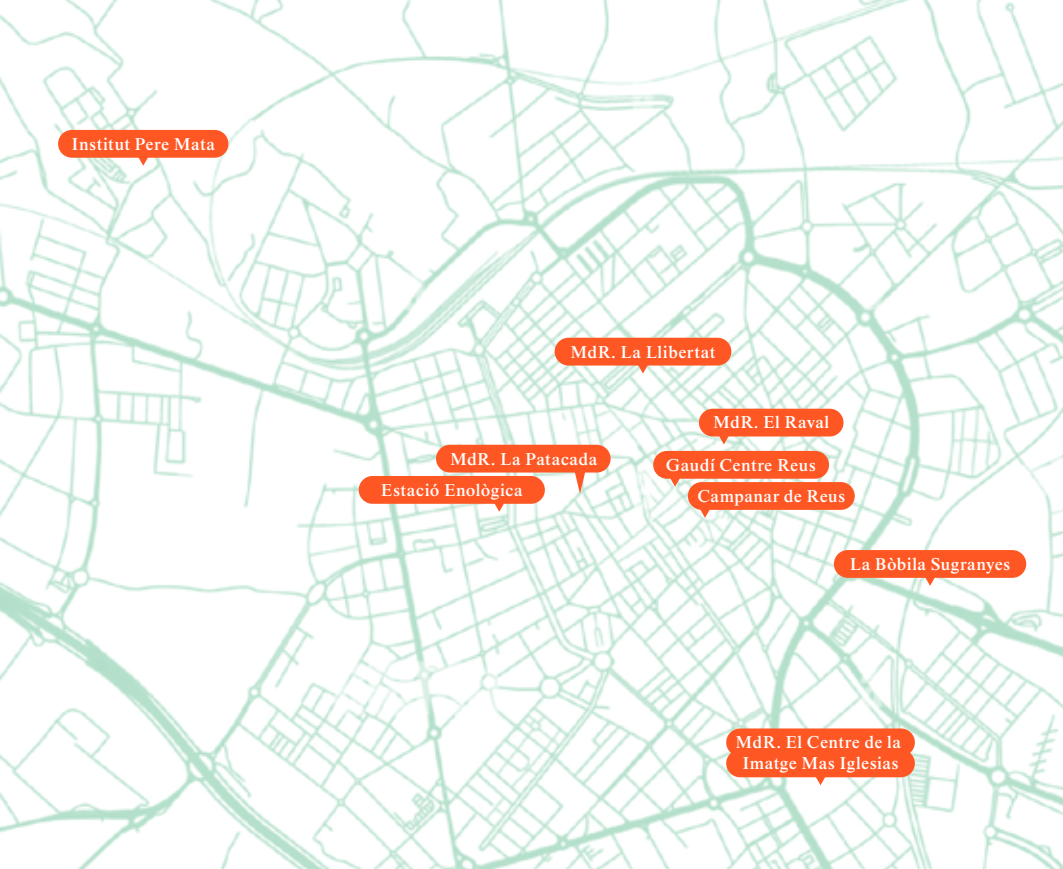 Institut Pere Mata
MdR. La Llibertat
MdR. El Raval
MdR. La Patacada
Gaudí Centre Reus
Estació Enològica
Campanar de Reus
La Bòbila Sugranyes
MdR. El Centre de la
Imatge Mas Iglesias